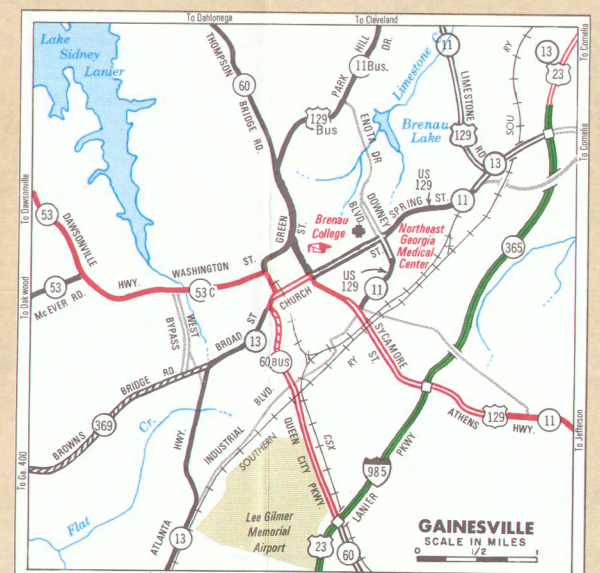 To Dahlonega
To Cleveland
Lake
Sidney
Lanier
THOMPSON
60
BRIDGE RD.
PARK HILL DR.
11Bus.
129
Bus
Limestone C
11
LIMESTONE
129
RD
SOU
RY
13
23
To Cornelia
To Cornelia
Brenau
Lake
ENOTA DR
13
US
129
SPRING ST.
11
DOWNEY
BLVD.
GREEN
ST.
Brenau
College
Northeast
Georgia
Medical
Center
ST.
365
To Dawsonville
53
DAWSONVILLE
HWY.
WASHINGTON ST.
53 C
53
McEVER RD.
To Oakwood
US
129
11
CHURCH
WEST
BYPASS
BROAD ST.
13
60 BUS
RY
SYCAMORE
ST.
BROWNS
BRIDGE RD.
369
INDUSTRIAL
BLVD.
SOUTHERN
QUEEN
CITY PKWY.
CSX
ATHENS
129
HWY.
11
To Jefferson
To Ga. 400
Cr.
Flat
HWY.
ATLANTA
13
985
LANIER
PKWY
Lee Gilmer
Memorial
Airport
23
60
GAINESVILLE
SCALE IN MILES
0 1/2 1